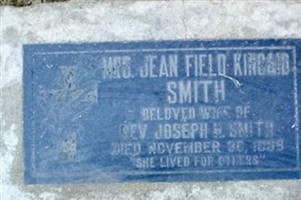 MRS. JEAN FIELD KINCAID
SMITH
BELOVED WIFE OF
REV. JOSEPH H. SMITH
DIED NOVEMBER 30,
"SHE LIVED FOR OTHERS"